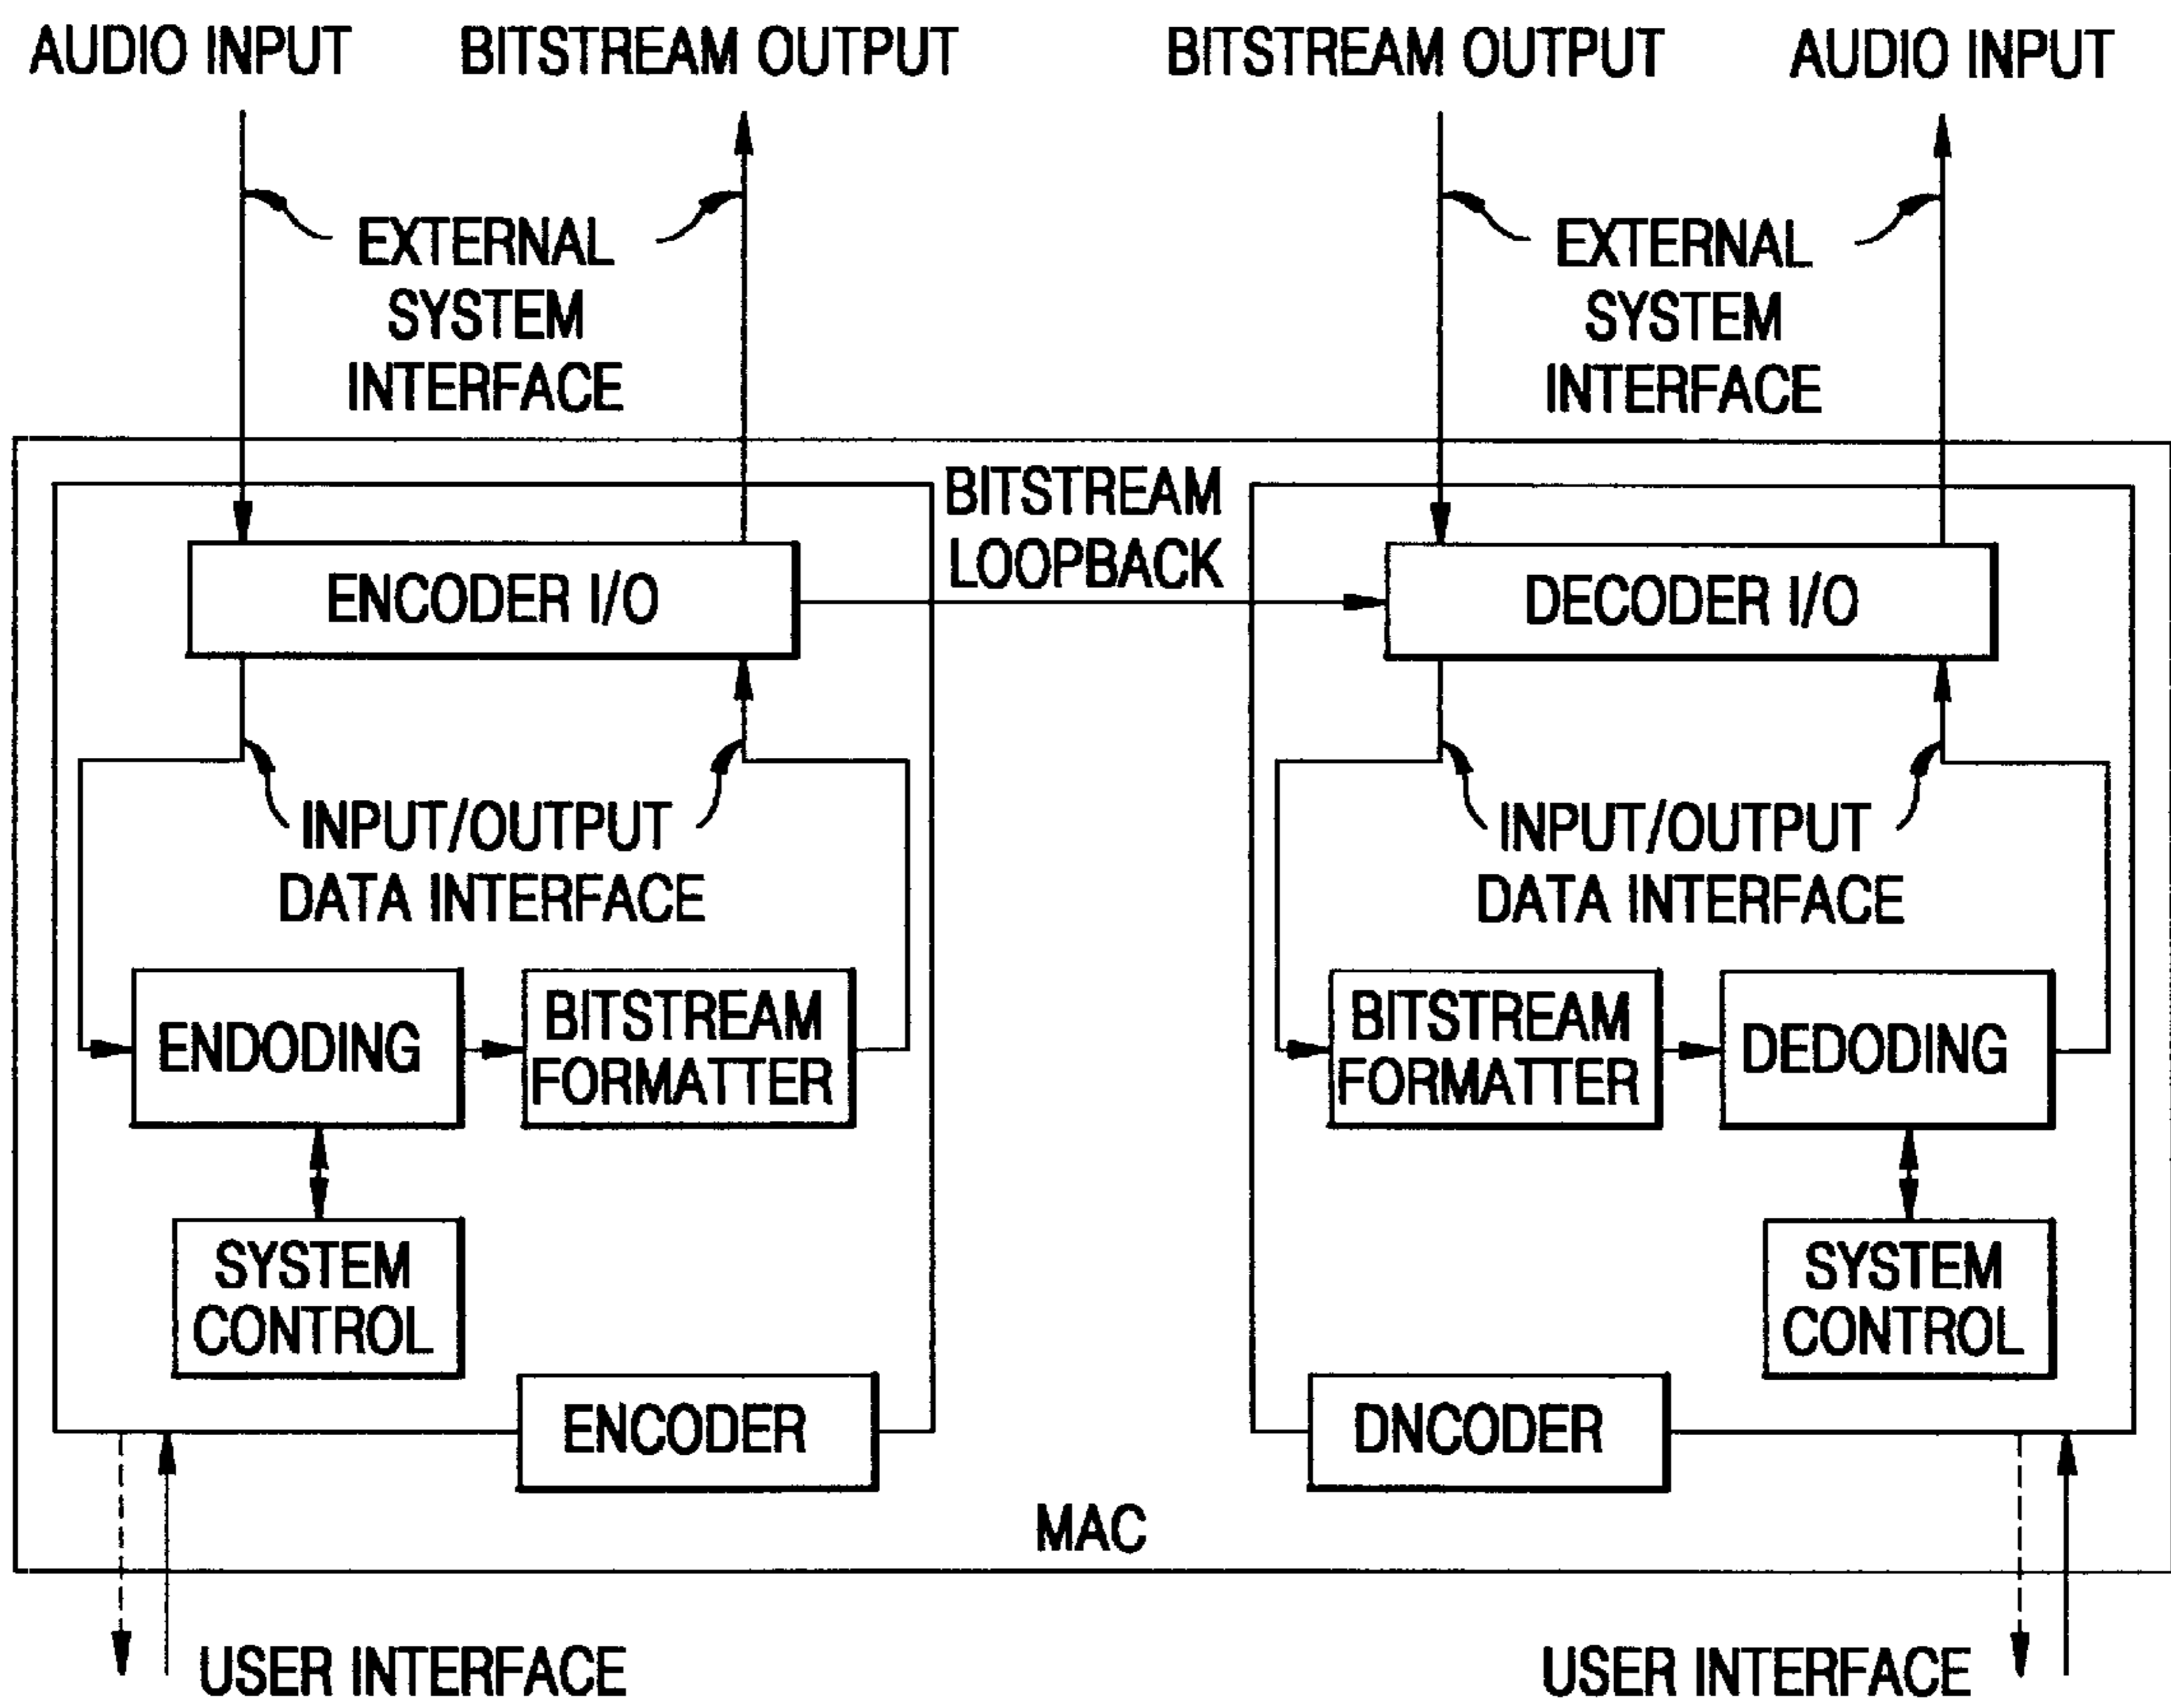 AUDIO INPUT
BITSTREAM OUTPUT
BITSTREAM OUTPUT
AUDIO INPUT
EXTERNAL
SYSTEM
INTERFACE
EXTERNAL
SYSTEM
INTERFACE
BITSTREAM
LOOPBACK
ENCODER I/O
DECODER I/O
INPUT/OUTPUT
DATA INTERFACE
INPUT/OUTPUT
DATA INTERFACE
ENDODING
BITSTREAM
FORMATTER
BITSTREAM
FORMATTER
DEDODING
SYSTEM
CONTROL
SYSTEM
CONTROL
ENCODER
DNCODER
MAC
USER INTERFACE
USER INTERFACE